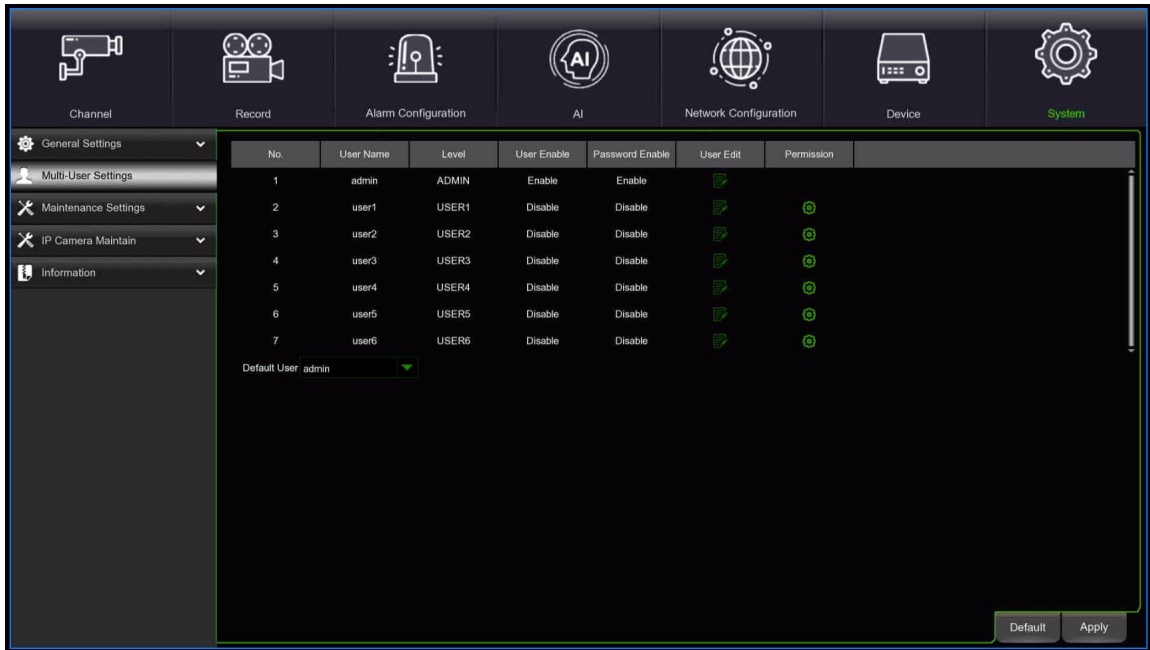 Channel Record Alarm Configuration AI Network Configuration Device System
General Settings
Multi-User Settings
Maintenance Settings
IP Camera Maintain
Information
No. User Name Level User Enable Password Enable User Edit Permission
1 admin ADMIN Enable Enable
2 user1 USER1 Disable Disable
3 user2 USER2 Disable Disable
4 user3 USER3 Disable Disable
5 user4 USER4 Disable Disable
6 user5 USER5 Disable Disable
7 user6 USER6 Disable Disable
Default User admin
Default Apply